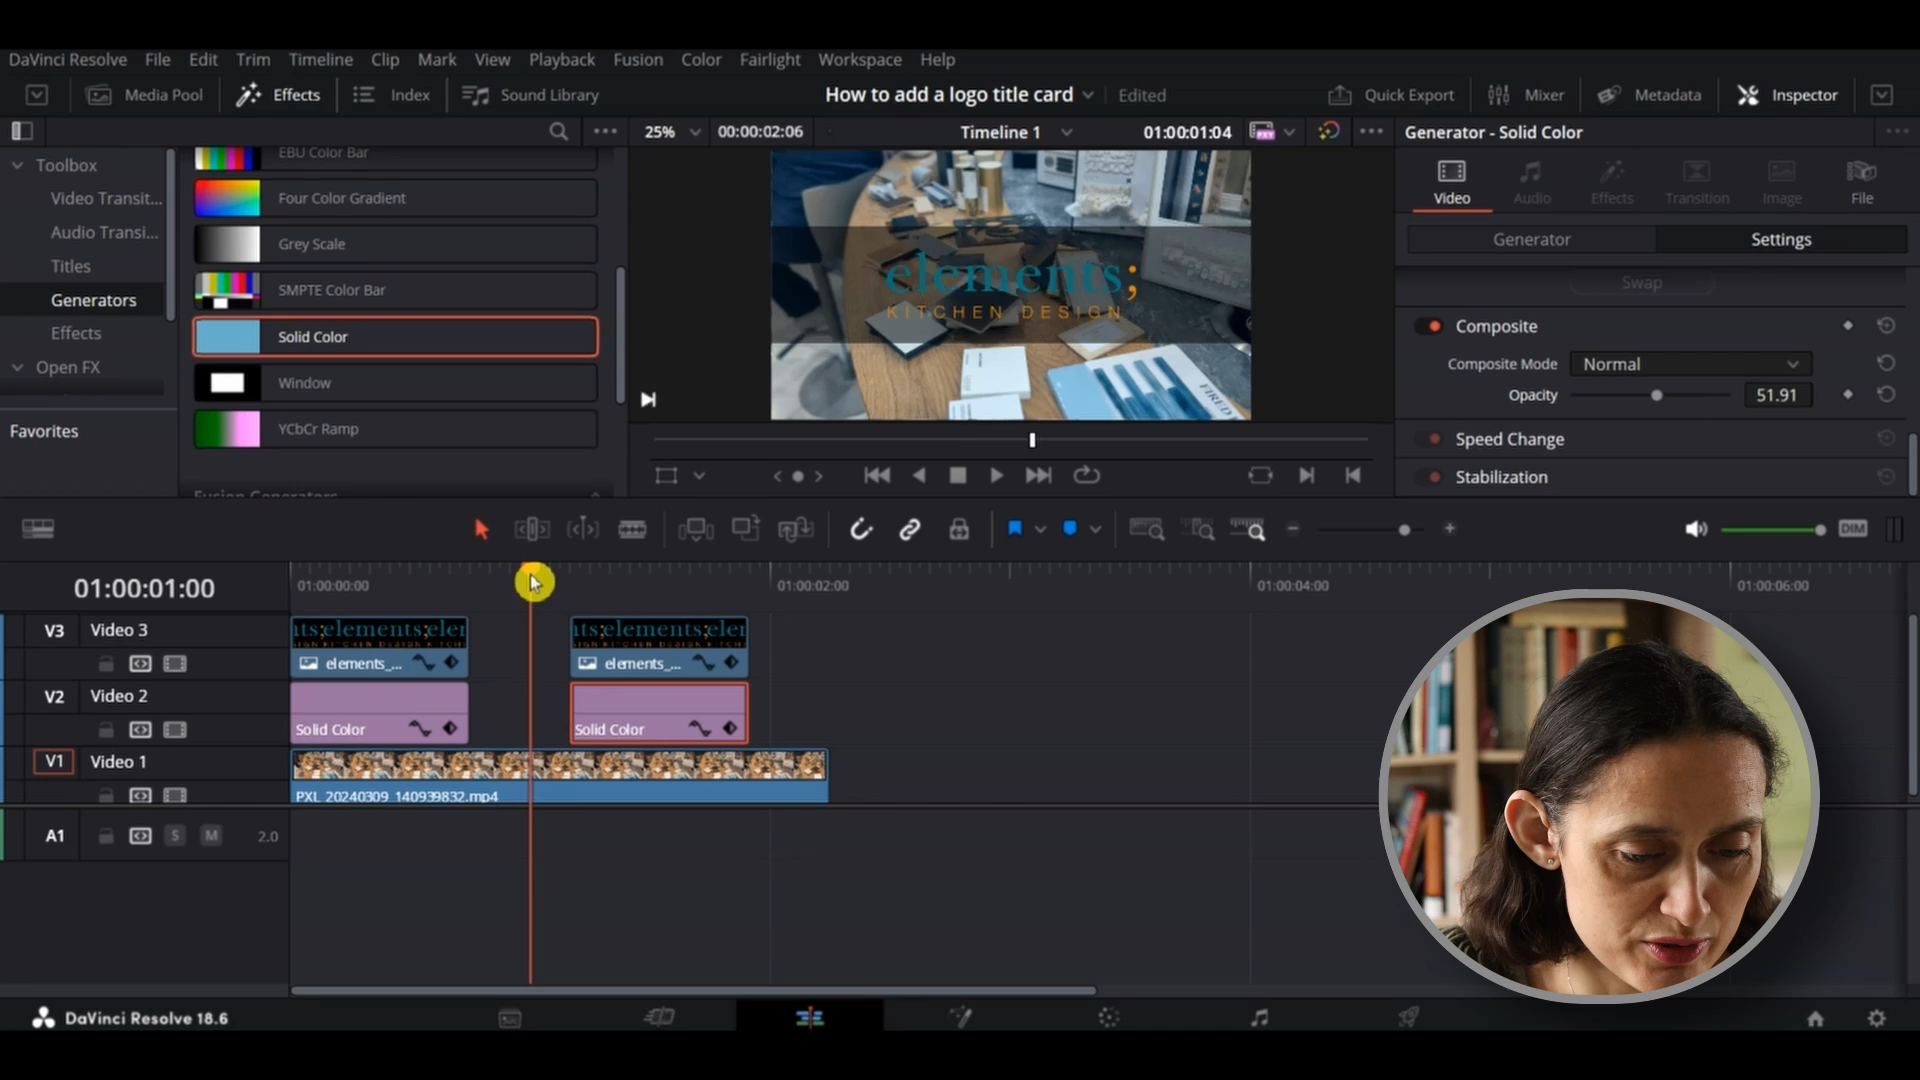 DaVinci Resolve File Edit Trim Timeline Clip Mark View Playback Fusion Color Fairlight Workspace Help
Media Pool Effects Index Sound Library How to add a logo title card Edited Quick Export Mixer Metadata Inspector
25% 00:00:02:06 Timeline 1 01:00:01:04 Generator - Solid Color
Toolbox
Video Transit...
Audio Transi...
Titles
Generators
Effects
Open FX
Favorites
EBU Color Bar
Four Color Gradient
Grey Scale
SMPTE Color Bar
Solid Color
Window
YCbCr Ramp
Fusion Generators
elements;
KITCHEN DESIGN
FIRED
Video Audio Effects Transition Image File
Generator Settings
Swap
Composite
Composite Mode Normal
Opacity 51.91
Speed Change
Stabilization
DIM
01:00:01:00 01:00:00:00 01:00:02:00 01:00:04:00 01:00:06:00
V3 Video 3
nts;elements;eler
elements_...
nts;elements;eler
elements_...
V2 Video 2
Solid Color
Solid Color
V1 Video 1
PXL_20240309_140939832.mp4
A1 S M 2.0
DaVinci Resolve 18.6